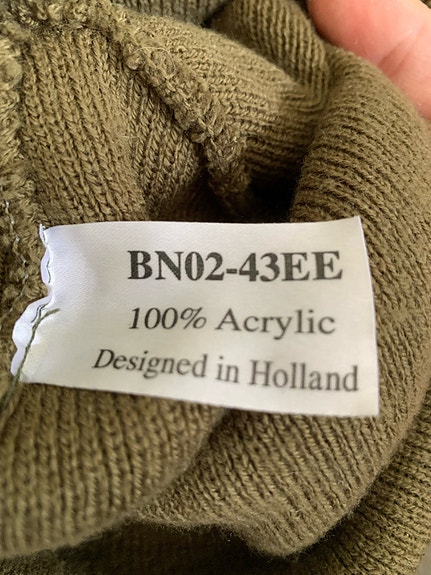 BN02-43EE
100% Acrylic
Designed in Holland